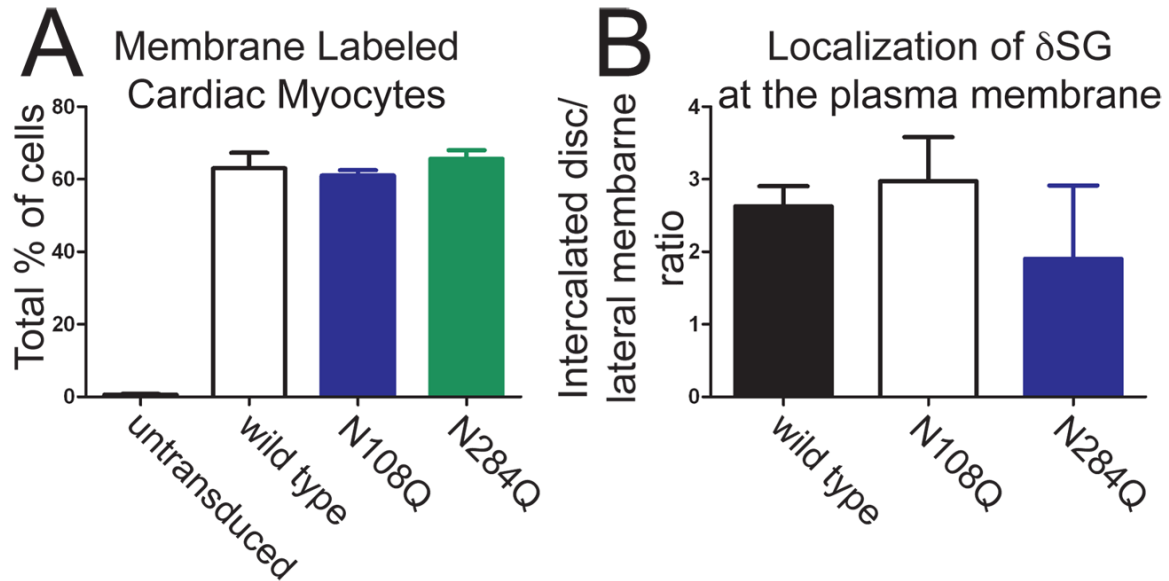 A
Membrane Labeled
Cardiac Myocytes
Total % of cells
80
60
40
20
0
untransduced
wild type
N108Q
N284Q
B
Localization of δSG
at the plasma membrane
Intercalated disc/
lateral membarne
ratio
4
3
2
1
0
wild type
N108Q
N284Q